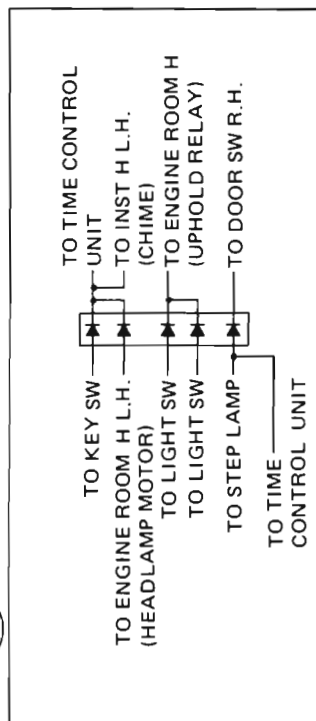 TO TIME CONTROL
UNIT
TO INST H L.H.
(CHIME)
TO ENGINE ROOM H
(UPHOLD RELAY)
TO DOOR SW R.H.
TO KEY SW
TO ENGINE ROOM H L.H.
(HEADLAMP MOTOR)
TO LIGHT SW
TO LIGHT SW
TO STEP LAMP
TO TIME
CONTROL UNIT